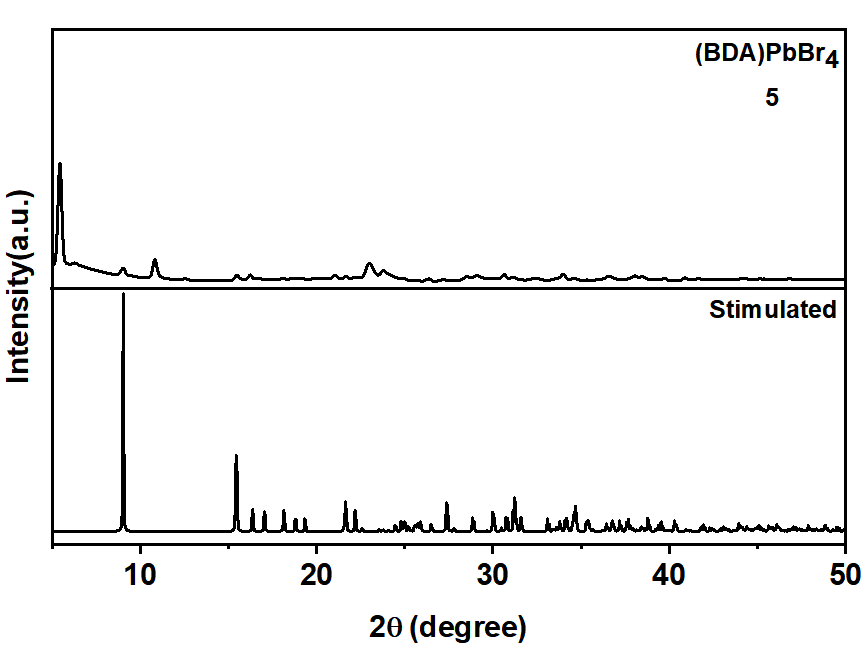 (BDA)PbBr4
5
Stimulated
Intensity(a.u.)
10 20 30 40 50
2θ (degree)